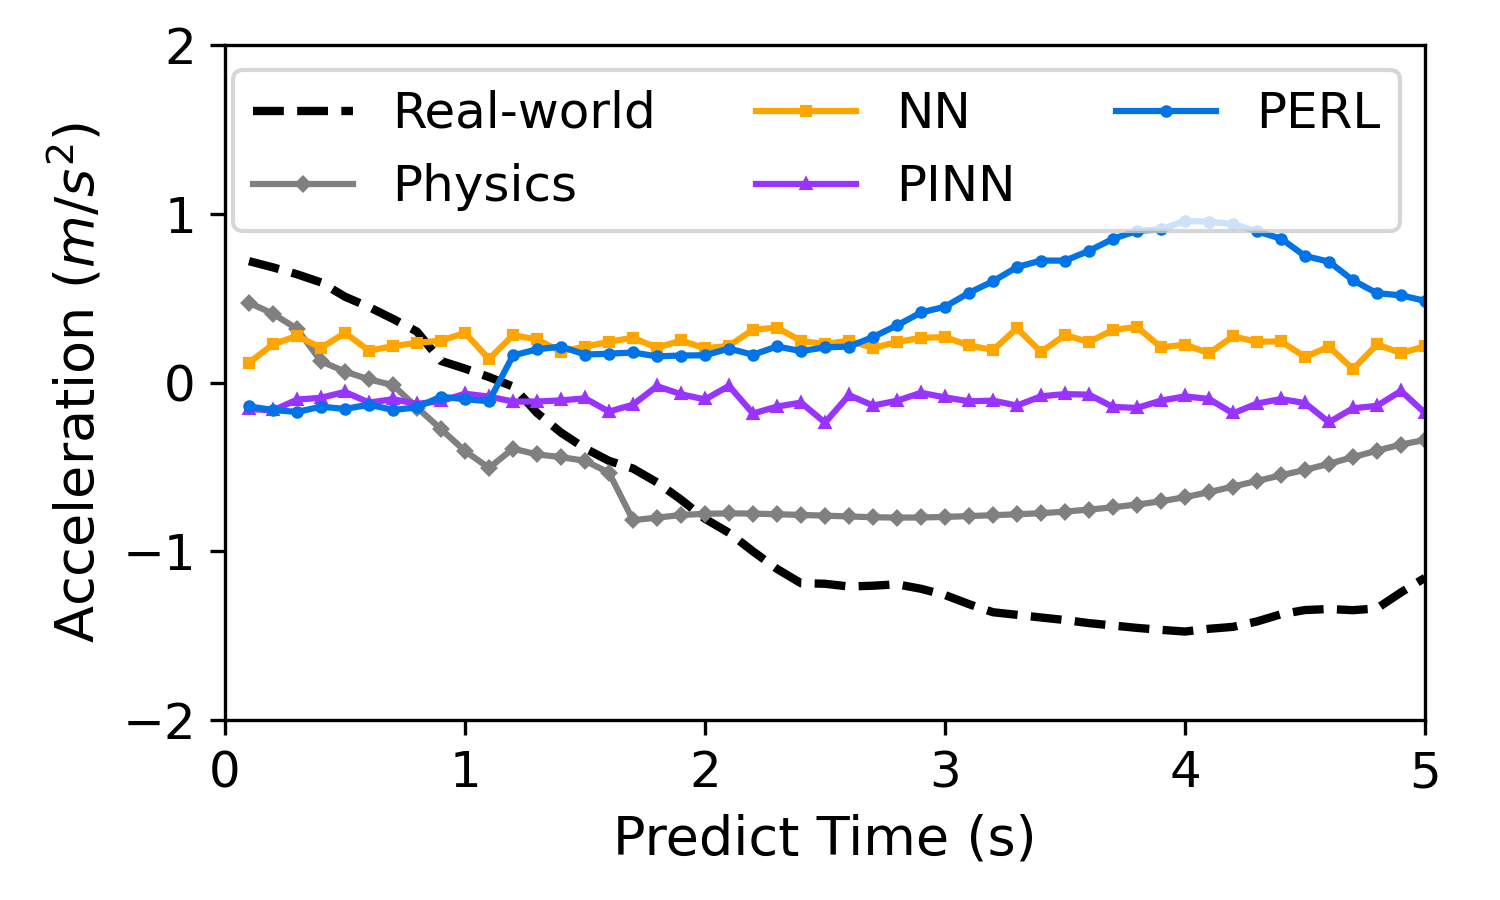 2
1
0
−1
−2
Acceleration (m/s²)
Real-world
Physics
NN
PINN
PERL
0 1 2 3 4 5
Predict Time (s)